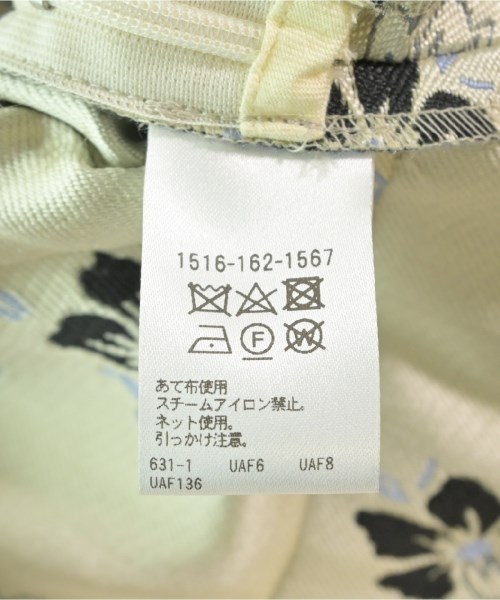 1516-162-1567
F W
あて布使用
スチームアイロン禁止。
ネット使用。
引っかけ注意。
631-1 UAF6 UAF8
UAF136